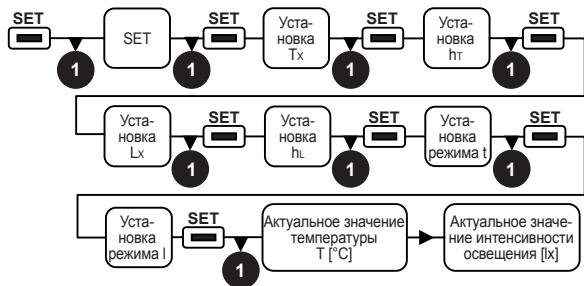 SET
1
SET
1
SET
Уста-
новка
Tx
1
SET
Уста-
новка
hT
1
SET
Уста-
новка
Lx
1
SET
Уста-
новка
hL
1
SET
Уста-
новка
режима t
1
SET
Уста-
новка
режима l
SET
1
Актуальное значение
температуры
T [°C]
Актуальное значе-
ние интенсивности
освещения [lx]